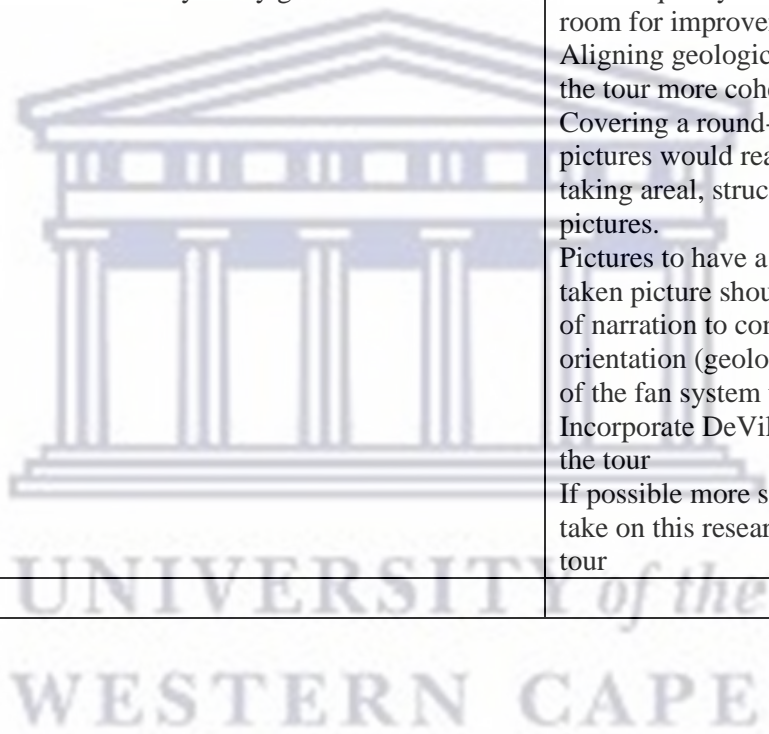 room for improve
Aligning geologic
the tour more coh
Covering a round-
pictures would rea
taking areal, struc
pictures.
Pictures to have a
taken picture shou
of narration to co
orientation (geolo
of the fan system
Incorporate DeVil
the tour
If possible more s
take on this resear
tour
UNIVERSITY of the
WESTERN CAPE